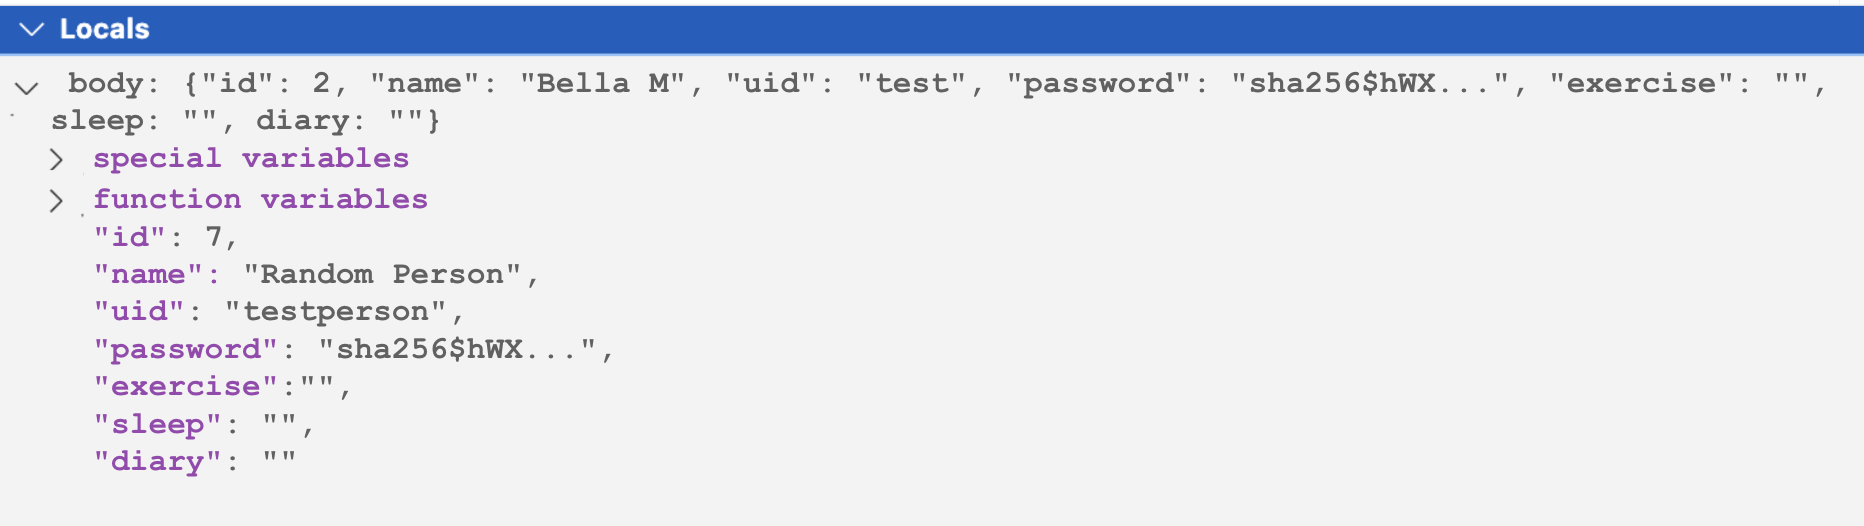 Locals
body: {"id": 2, "name": "Bella M", "uid": "test", "password": "sha256$hWX...", "exercise": "",
sleep: "", diary: ""}
special variables
function variables
"id": 7,
"name": "Random Person",
"uid": "testperson",
"password": "sha256$hWX...",
"exercise":"",
"sleep": "",
"diary": ""